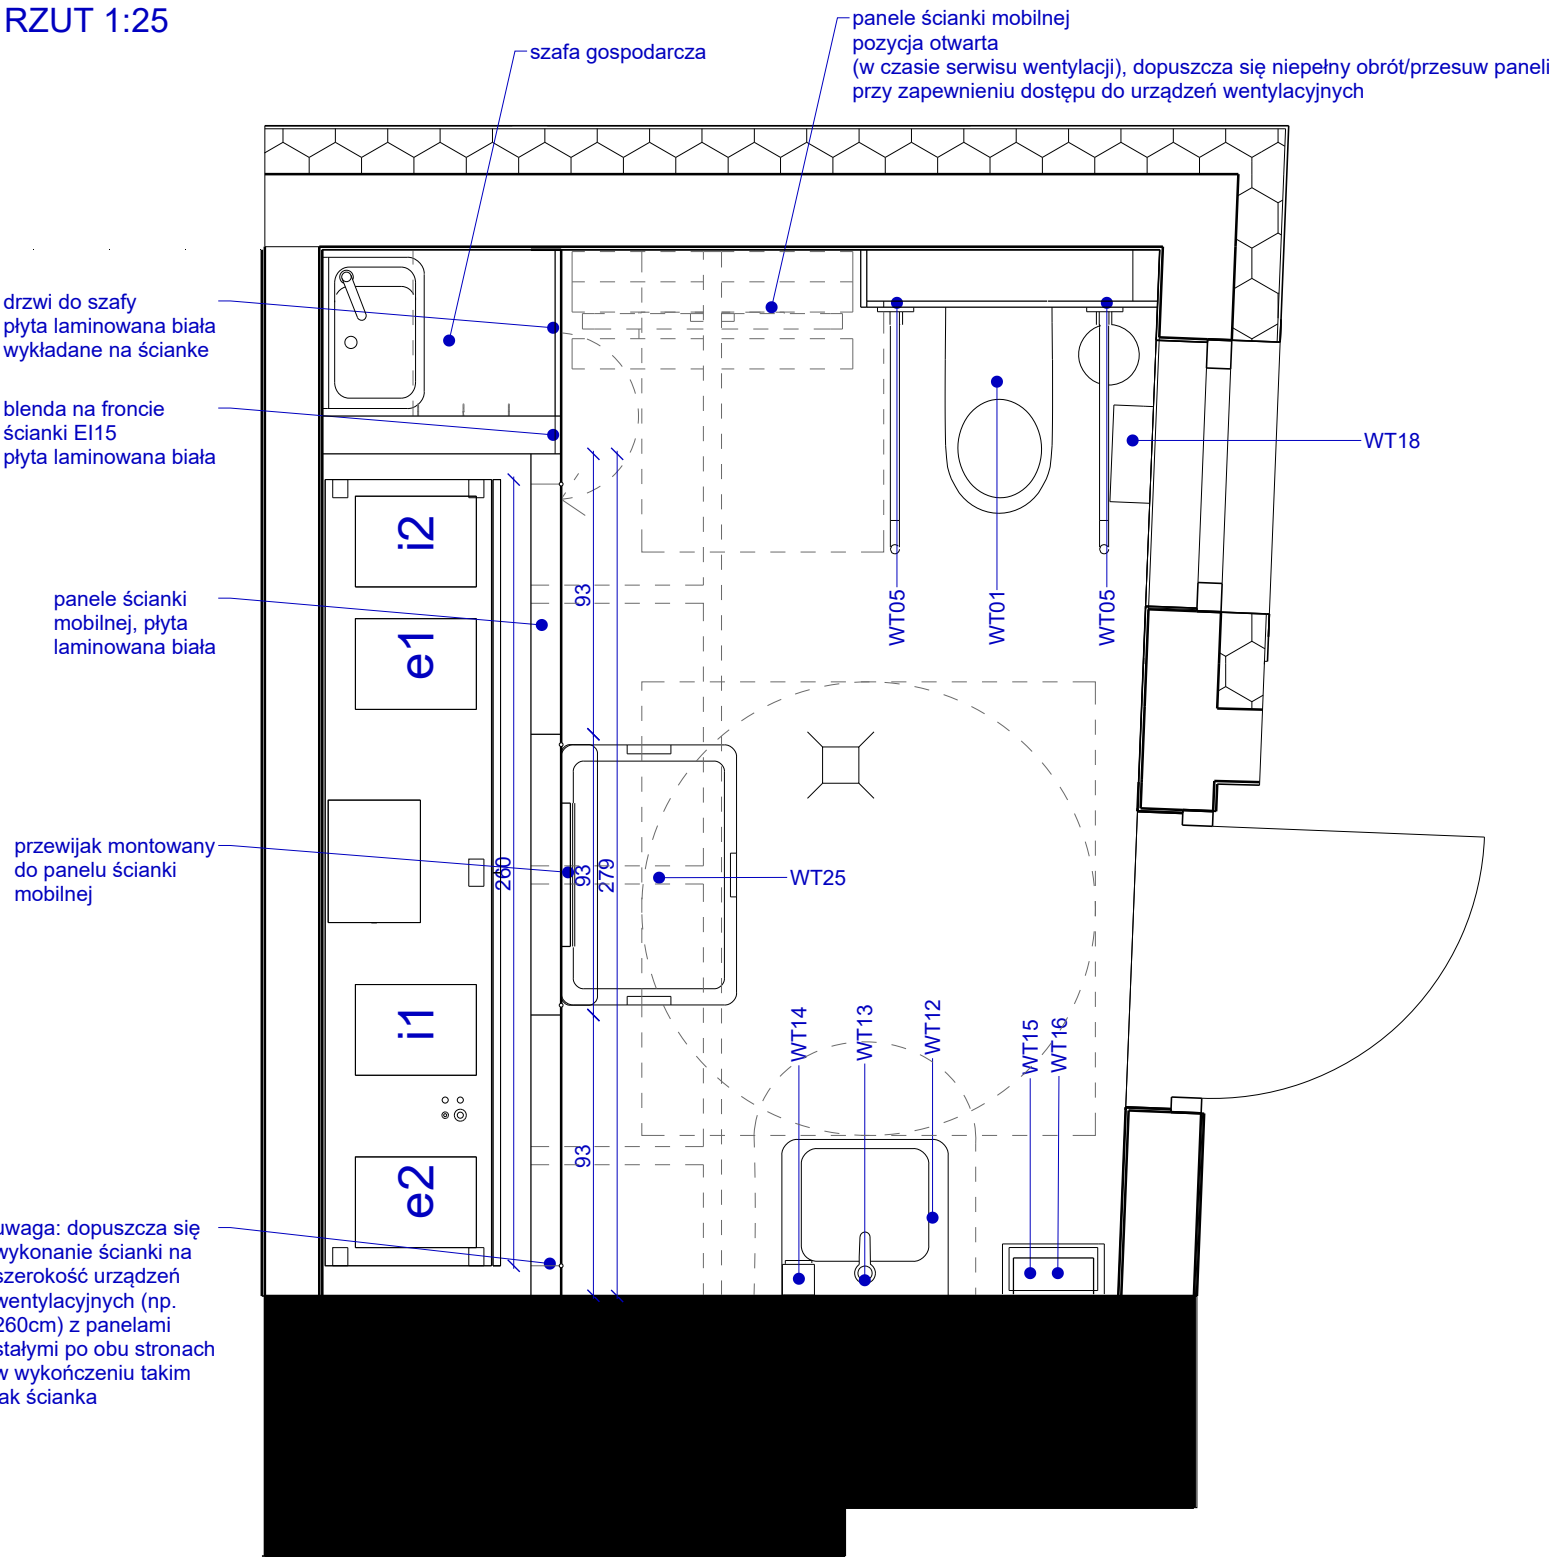 RZUT 1:25
szafa gospodarcza
panele ścianki mobilnej
pozycja otwarta
(w czasie serwisu wentylacji), dopuszcza się niepełny obrót/przesuw paneli
przy zapewnieniu dostępu do urządzeń wentylacyjnych
drzwi do szafy
płyta laminowana biała
wykładane na ścianke
blenda na froncie
ścianki EI15
płyta laminowana biała
WT18
i2
panele ścianki
mobilnej, płyta
laminowana biała
93
WT05
WT01
WT05
e1
przewijak montowany
do panelu ścianki
mobilnej
260
93
279
WT25
i1
WT14
WT13
WT12
WT15
WT16
93
e2
uwaga: dopuszcza się
wykonanie ścianki na
szerokość urządzeń
wentylacyjnych (np.
260cm) z panelami
stałymi po obu stronach
w wykończeniu takim
jak ścianka